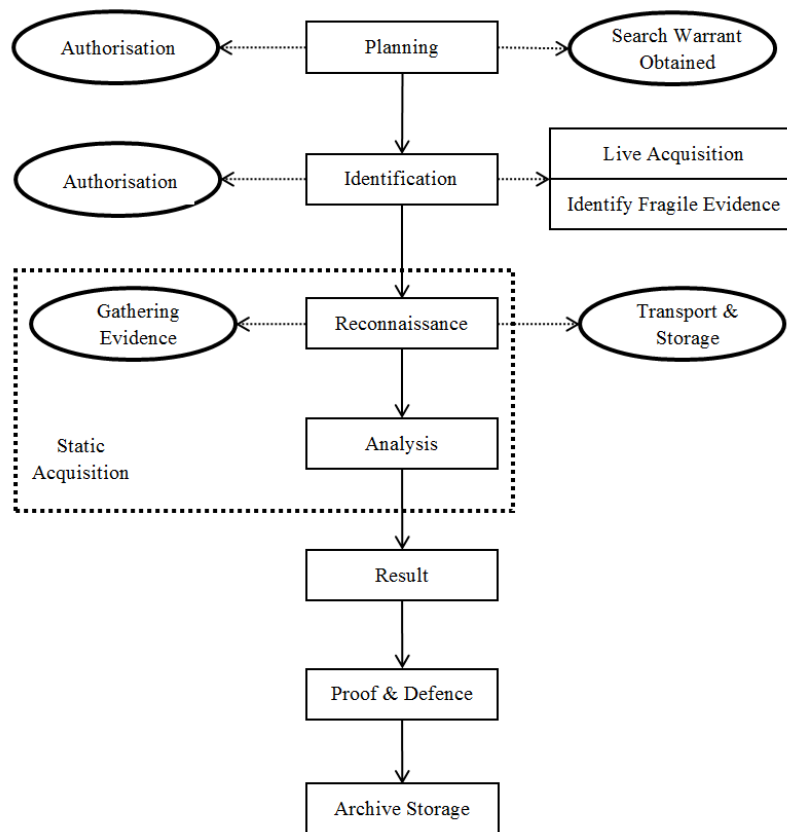 Authorisation
Planning
Search Warrant
Obtained
Authorisation
Identification
Live Acquisition
Identify Fragile Evidence
Gathering
Evidence
Reconnaissance
Transport &
Storage
Static
Acquisition
Analysis
Result
Proof & Defence
Archive Storage